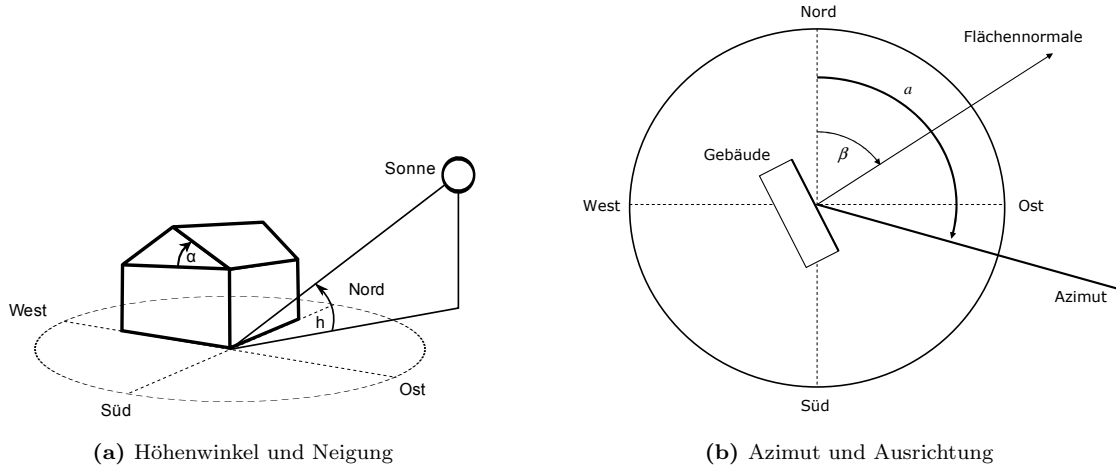 Sonne
α
Nord
West
h
Ost
Süd
(a) Höhenwinkel und Neigung
Nord
Flächennormale
a
β
Gebäude
West
Ost
Azimut
Süd
(b) Azimut und Ausrichtung